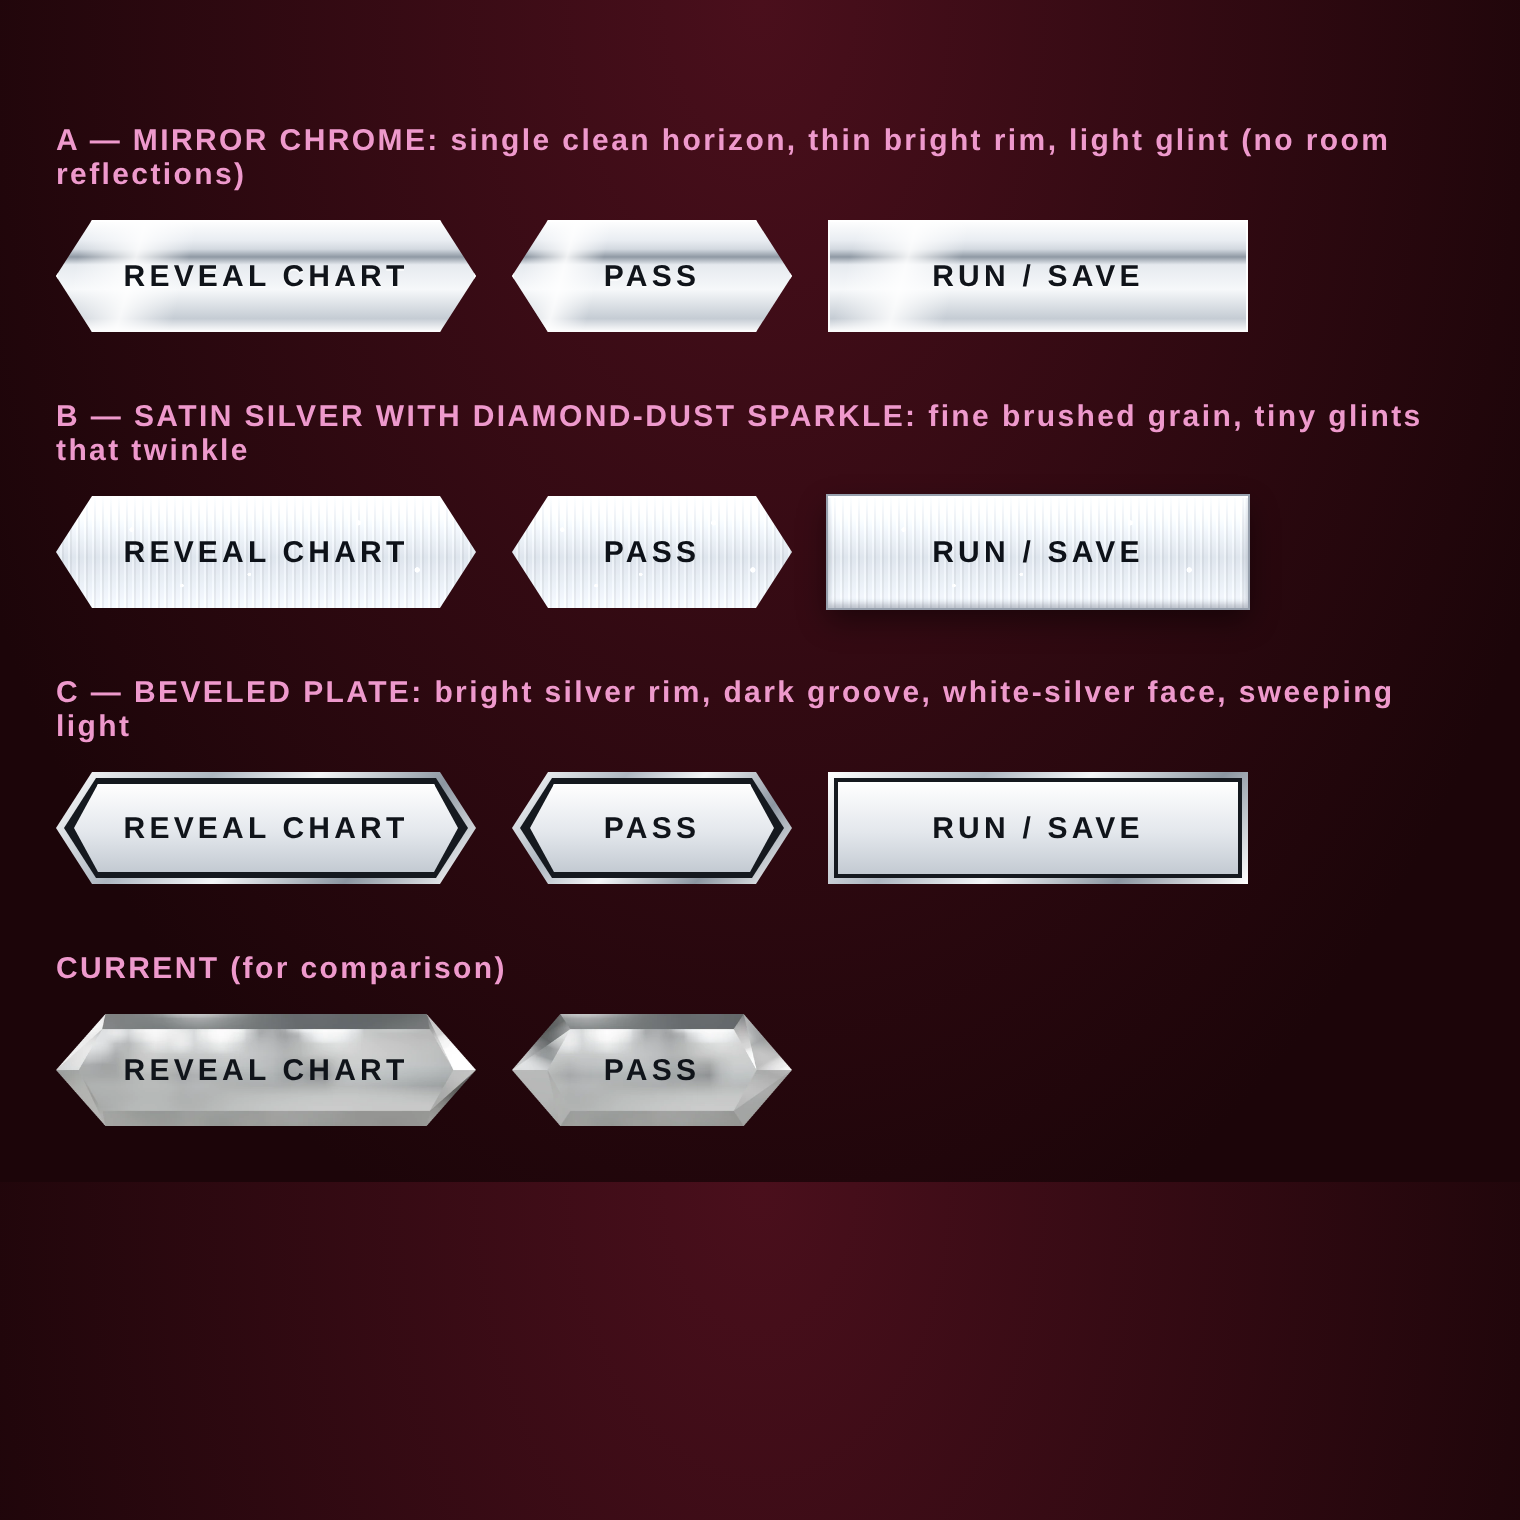 A — MIRROR CHROME: single clean horizon, thin bright rim, light glint (no room
reflections)
REVEAL CHART
PASS
RUN / SAVE
B — SATIN SILVER WITH DIAMOND-DUST SPARKLE: fine brushed grain, tiny glints
that twinkle
REVEAL CHART
PASS
RUN / SAVE
C — BEVELED PLATE: bright silver rim, dark groove, white-silver face, sweeping
light
REVEAL CHART
PASS
RUN / SAVE
CURRENT (for comparison)
REVEAL CHART
PASS